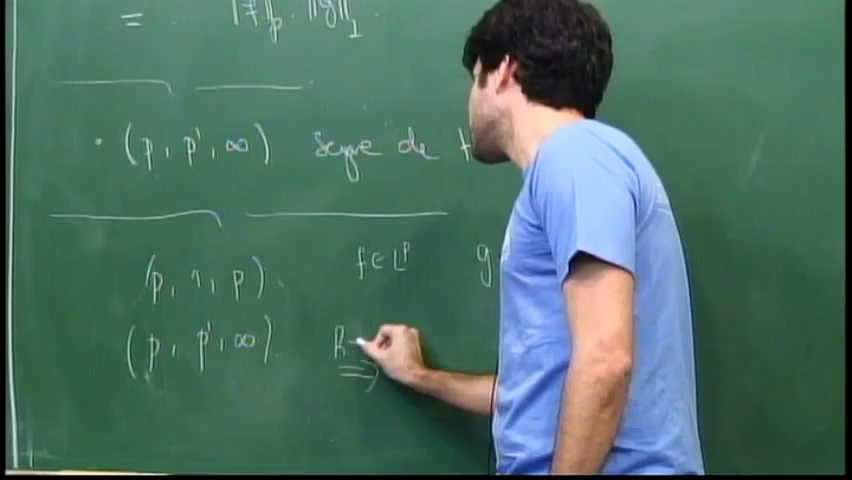 = ‖f‖p · ‖g‖1
• (p, p', ∞) segue de
(p, 1, p). f ∈ L^p g
(p, p', ∞). R-